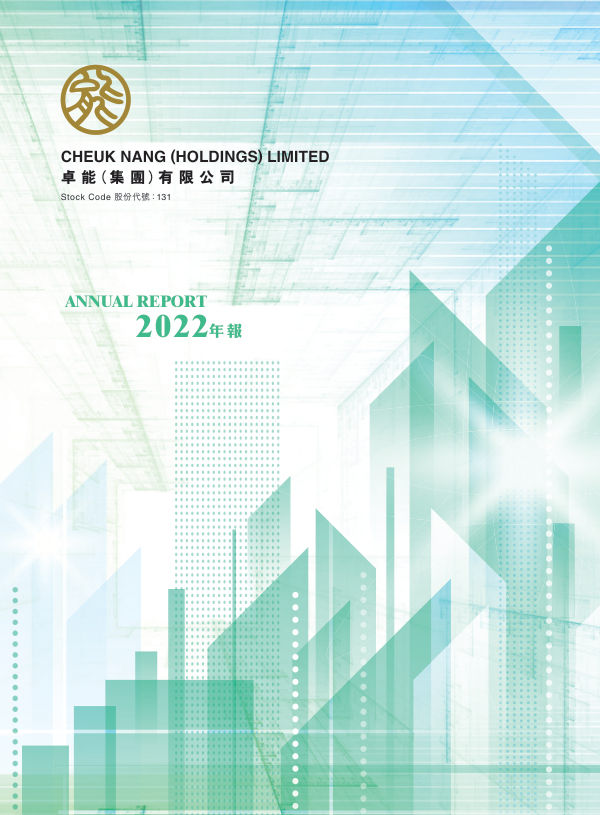 能
CHEUK NANG (HOLDINGS) LIMITED
卓能(集團)有限公司
Stock Code 股份代號：131
ANNUAL REPORT
2022年報